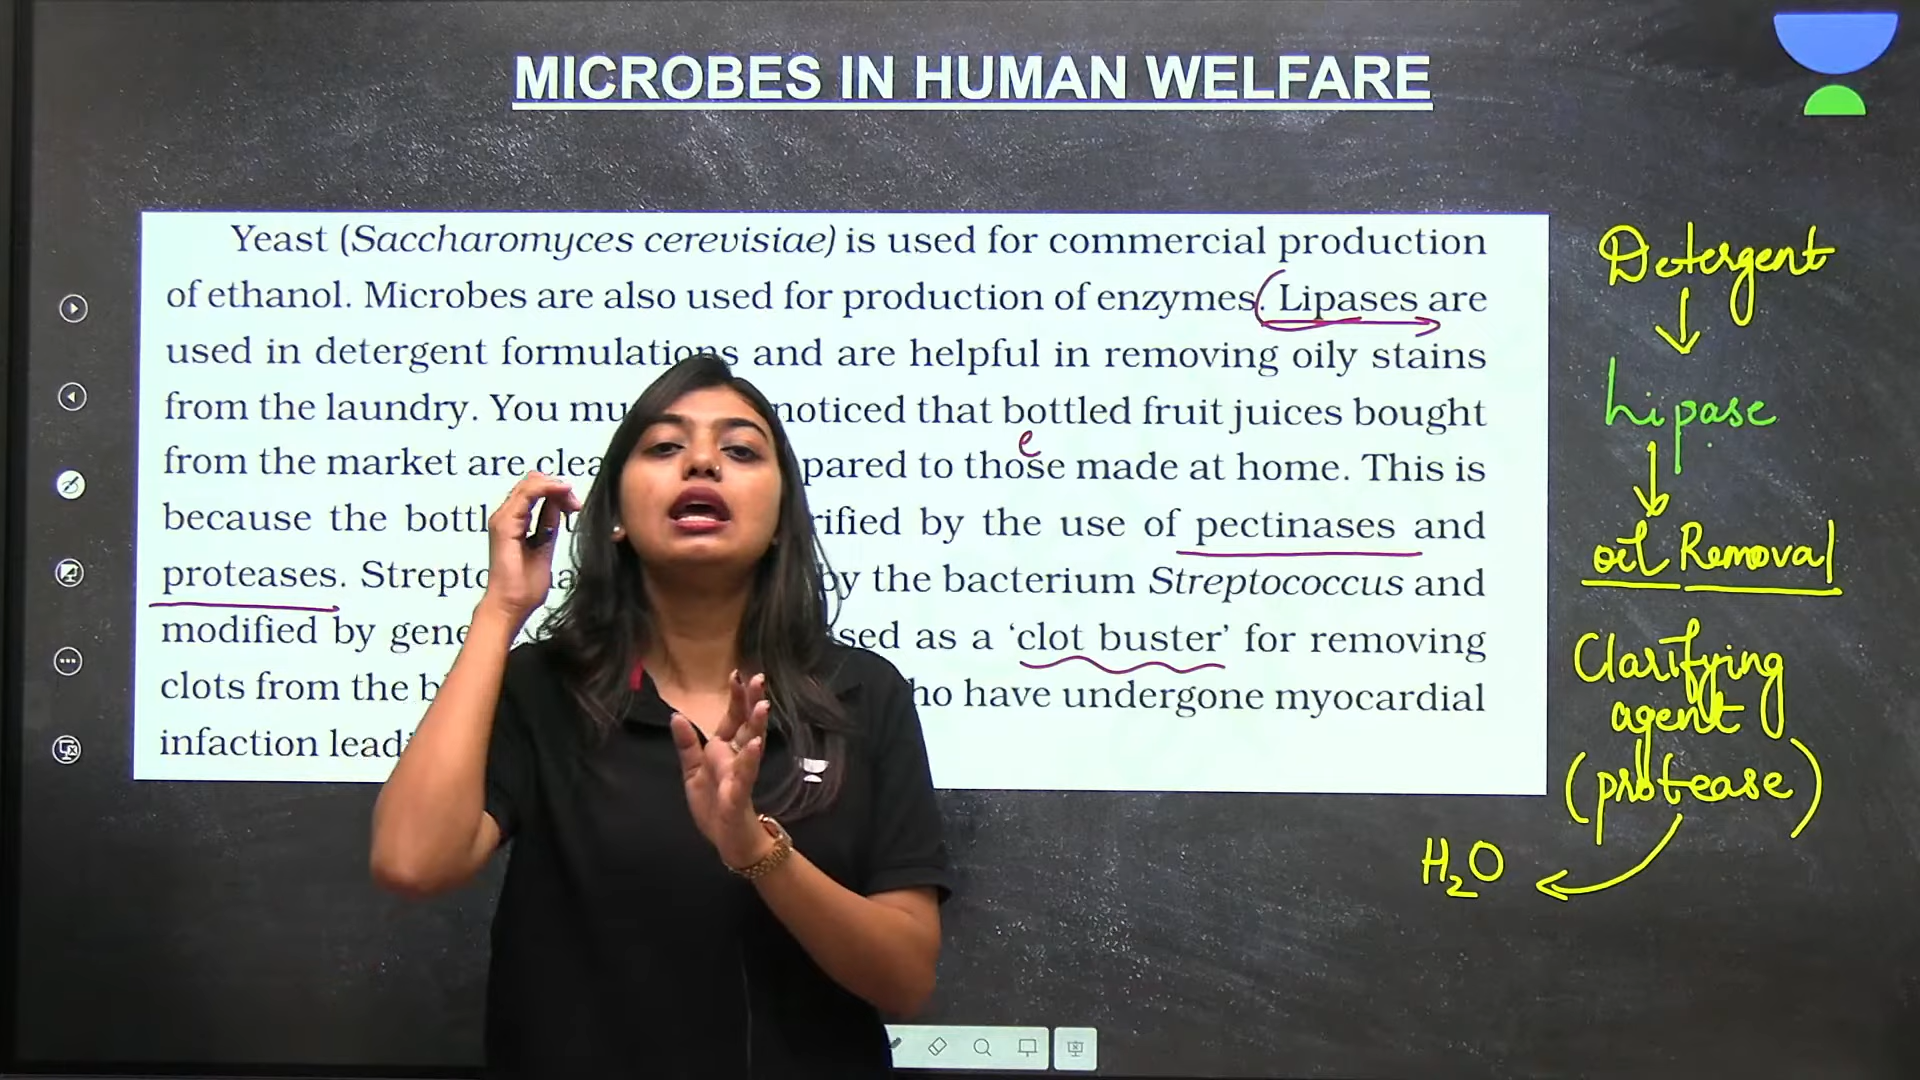 MICROBES IN HUMAN WELFARE
Yeast (Saccharomyces cerevisiae) is used for commercial production
of ethanol. Microbes are also used for production of enzymes. Lipases are
used in detergent formulations and are helpful in removing oily stains
from the laundry. You mu noticed that bottled fruit juices bought
e
from the market are clea pared to those made at home. This is
because the bottl rified by the use of pectinases and
proteases. Strepto by the bacterium Streptococcus and
modified by gene sed as a ‘clot buster’ for removing
clots from the b ho have undergone myocardial
infaction leadi
Detergent
Lipase
oil Removal
Clarifying
agent
(protease)
H₂O